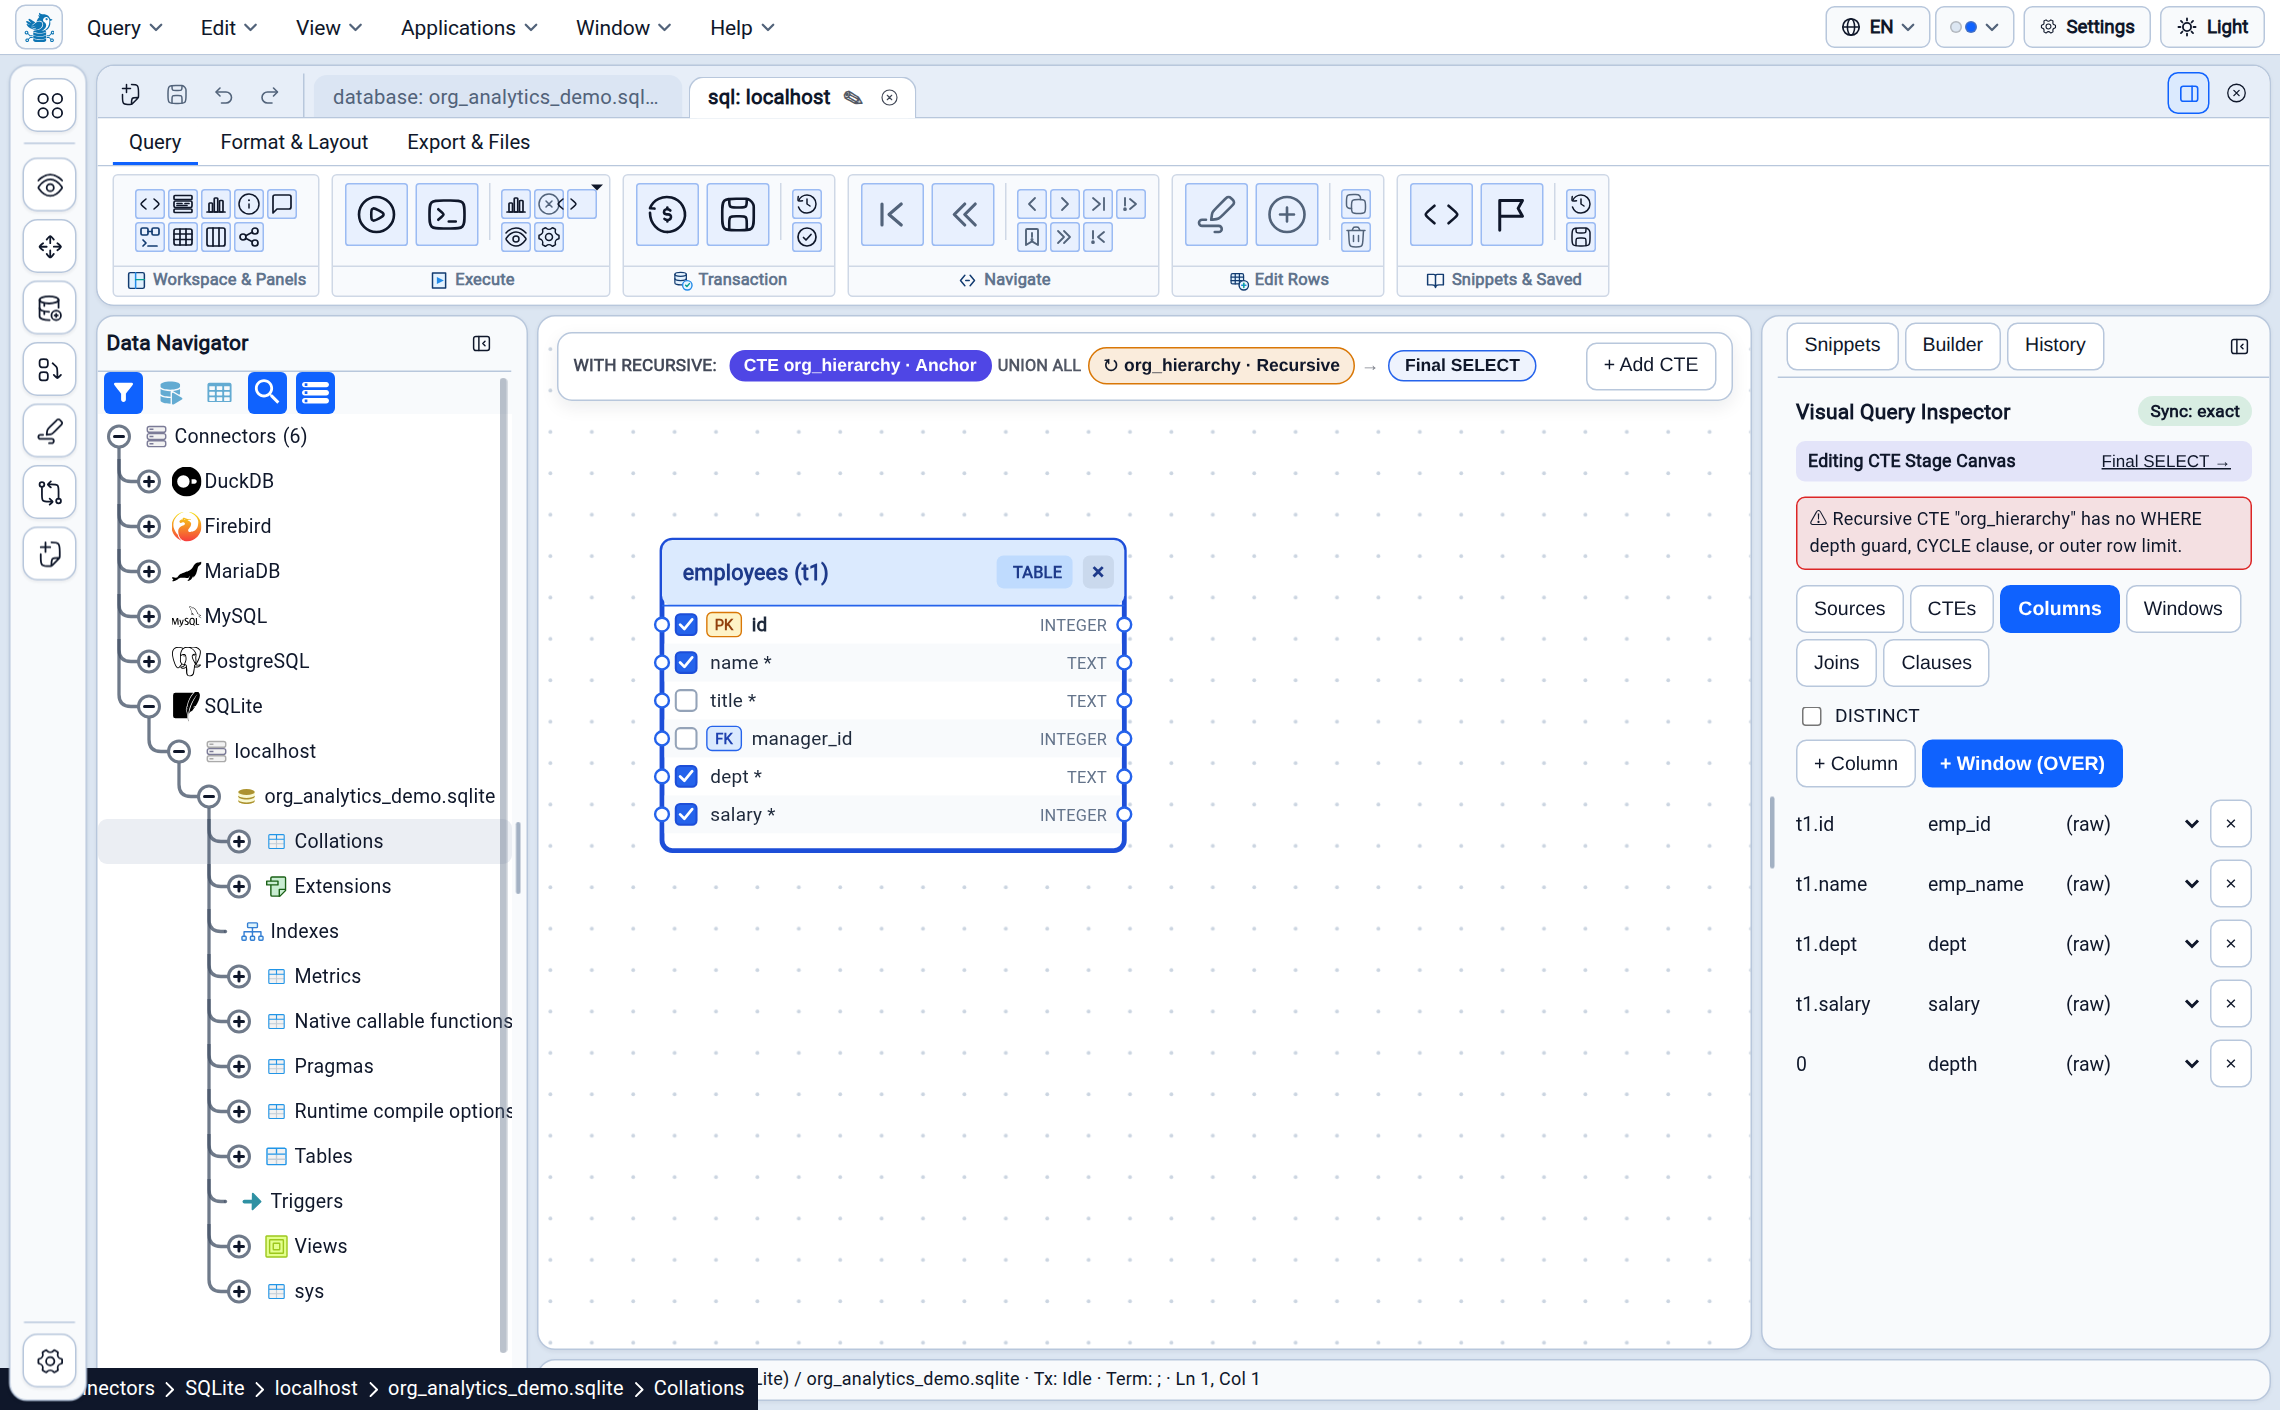 Query Edit View Applications Window Help EN Settings Light
database: org_analytics_demo.sql... sql: localhost
Query Format & Layout Export & Files
Workspace & Panels Execute Transaction Navigate Edit Rows Snippets & Saved
Data Navigator
Connectors (6)
DuckDB
Firebird
MariaDB
MySQL
PostgreSQL
SQLite
localhost
org_analytics_demo.sqlite
Collations
Extensions
Indexes
Metrics
Native callable functions
Pragmas
Runtime compile options
Tables
Triggers
Views
sys
WITH RECURSIVE: CTE org_hierarchy · Anchor UNION ALL ↻ org_hierarchy · Recursive → Final SELECT + Add CTE
employees (t1) TABLE ×
PK id INTEGER
name * TEXT
title * TEXT
FK manager_id INTEGER
dept * TEXT
salary * INTEGER
Snippets Builder History
Visual Query Inspector Sync: exact
Editing CTE Stage Canvas Final SELECT →
⚠ Recursive CTE "org_hierarchy" has no WHERE
depth guard, CYCLE clause, or outer row limit.
Sources CTEs Columns Windows
Joins Clauses
DISTINCT
+ Column + Window (OVER)
t1.id emp_id (raw) ×
t1.name emp_name (raw) ×
t1.dept dept (raw) ×
t1.salary salary (raw) ×
0 depth (raw) ×
nnectors > SQLite > localhost > org_analytics_demo.sqlite > Collations
Lite) / org_analytics_demo.sqlite · Tx: Idle · Term: ; · Ln 1, Col 1